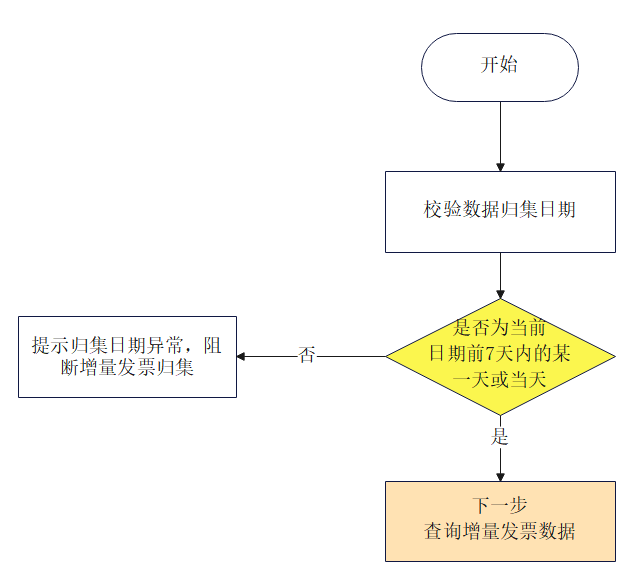 开始
校验数据归集日期
是否为当前
日期前7天内的某
一天或当天
否
提示归集日期异常，阻
断增量发票归集
是
下一步
查询增量发票数据